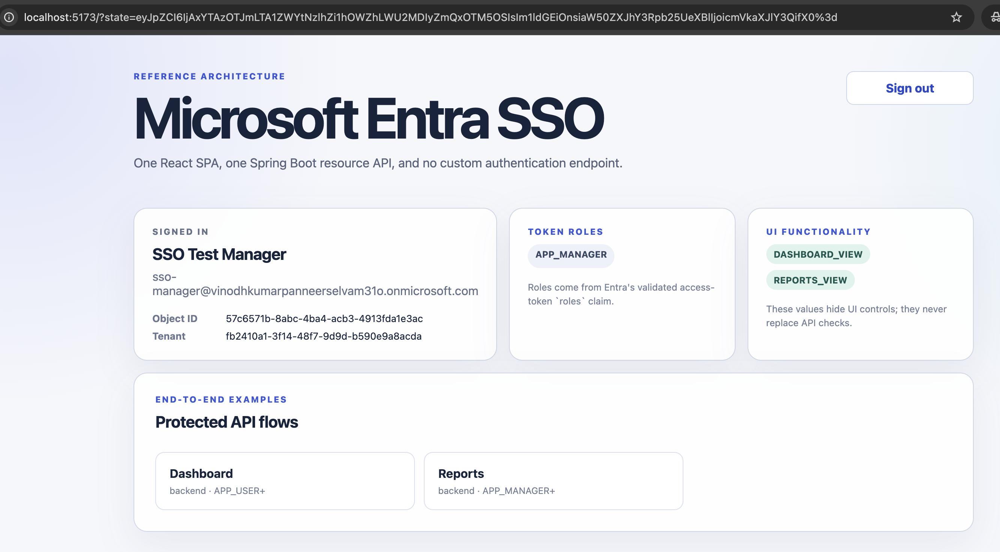 localhost:5173/?state=eyJpZCI6IjAxYTAzOTJmLTA1ZWYtNzlhZi1hOWZhLWU2MDIyZmQxOTM5OSIsIm1ldGEiOnsiaW50ZXJhY3Rpb25UeXBlIjoicmVkaXJlY3QifX0%3d
REFERENCE ARCHITECTURE
Sign out
Microsoft Entra SSO
One React SPA, one Spring Boot resource API, and no custom authentication endpoint.
SIGNED IN
SSO Test Manager
sso-
manager@vinodhkumarpanneerselvam31o.onmicrosoft.com
Object ID 57c6571b-8abc-4ba4-acb3-4913fda1e3ac
Tenant fb2410a1-3f14-48f7-9d9d-b590e9a8acda
TOKEN ROLES
APP_MANAGER
Roles come from Entra's validated access-
token `roles` claim.
UI FUNCTIONALITY
DASHBOARD_VIEW
REPORTS_VIEW
These values hide UI controls; they never
replace API checks.
END-TO-END EXAMPLES
Protected API flows
Dashboard
backend · APP_USER+
Reports
backend · APP_MANAGER+